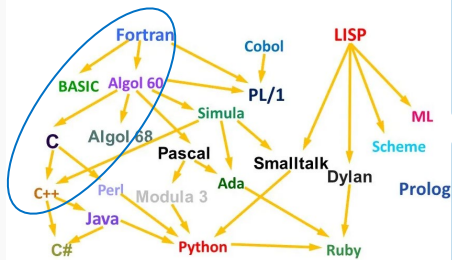 Fortran
LISP
Cobol
BASIC
Algol 60
PL/1
Simula
ML
C
Algol 68
Scheme
Pascal
Smalltalk
Dylan
C++
Perl
Modula 3
Ada
Prolog
Java
C#
Python
Ruby